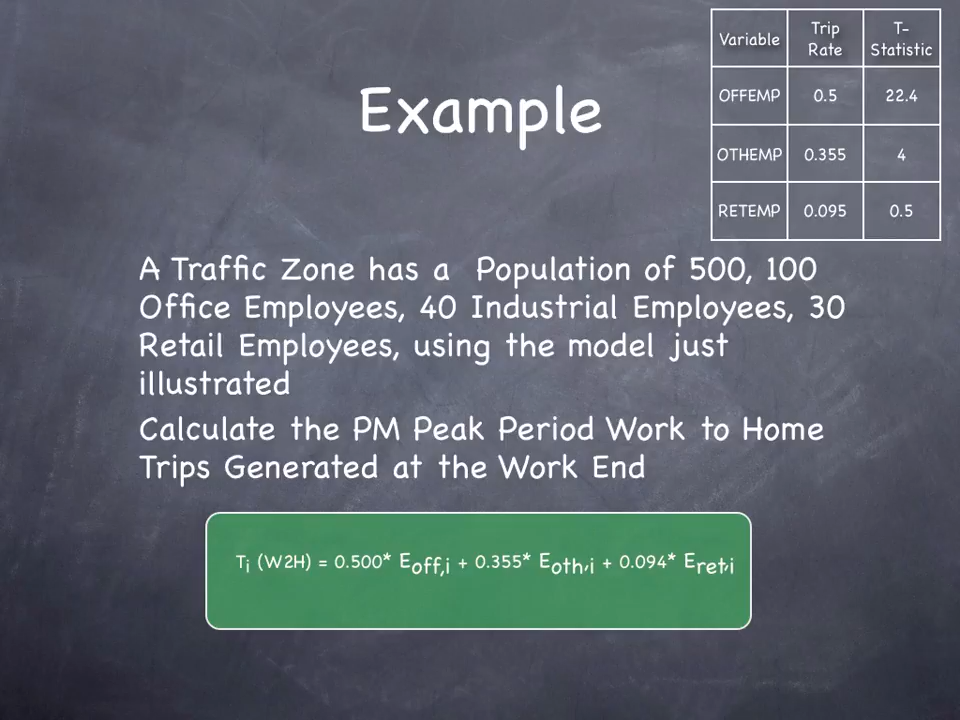 Example
Variable Trip Rate T-Statistic
OFFEMP 0.5 22.4
OTHEMP 0.355 4
RETEMP 0.095 0.5
A Traffic Zone has a  Population of 500, 100
Office Employees, 40 Industrial Employees, 30
Retail Employees, using the model just
illustrated
Calculate the PM Peak Period Work to Home
Trips Generated at the Work End
Ti (W2H) = 0.500* Eoff,i + 0.355* Eoth,i + 0.094* Eret,i